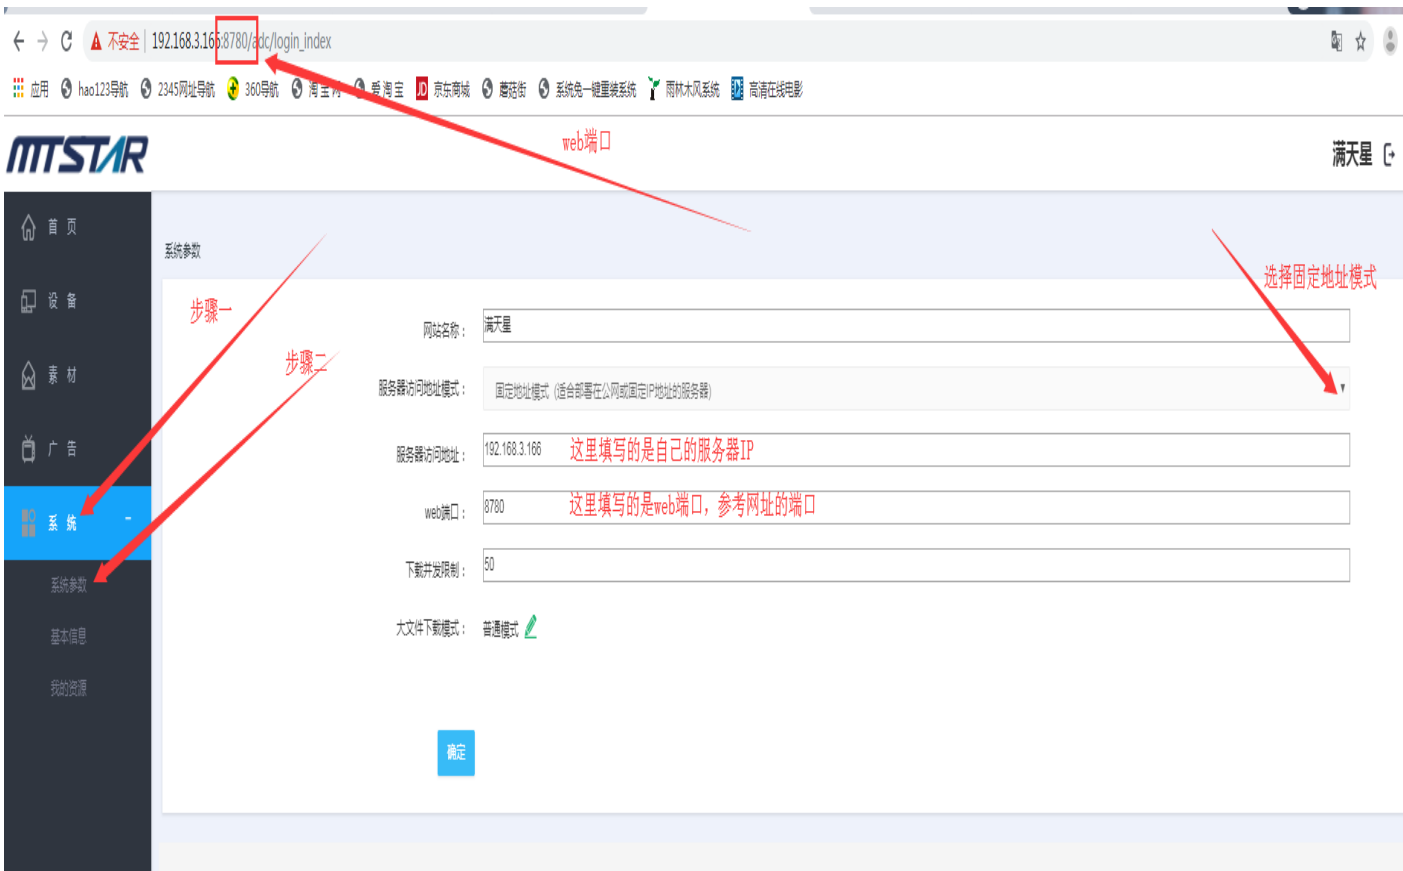 不安全 192.168.3.166:8780/adc/login_index
应用 hao123导航 2345网址导航 360导航 淘宝网 爱淘宝 JD 京东商城 蘑菇街 系统兔一键重装系统 雨林木风系统 高清在线电影
web端口
MTSTAR
满天星
首页
系统参数
选择固定地址模式
设备
步骤一
网站名称： 满天星
步骤二
素材
服务器访问地址模式： 固定地址模式 (适合部署在公网或固定IP地址的服务器)
广告
服务器访问地址： 192.168.3.166 这里填写的是自己的服务器IP
web端口： 8780 这里填写的是web端口，参考网址的端口
系统
下载并发限制： 50
系统参数
大文件下载模式： 普通模式
基本信息
我的资源
确定